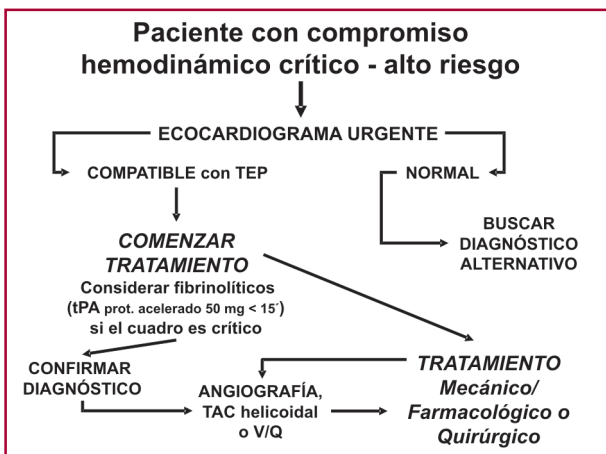 Paciente con compromiso
hemodinámico crítico - alto riesgo
ECOCARDIOGRAMA URGENTE
COMPATIBLE con TEP
NORMAL
BUSCAR
DIAGNÓSTICO
ALTERNATIVO
COMENZAR
TRATAMIENTO
Considerar fibrinolíticos
(tPA prot. acelerado 50 mg < 15´)
si el cuadro es crítico
CONFIRMAR
DIAGNÓSTICO
ANGIOGRAFÍA,
TAC helicoidal
o V/Q
TRATAMIENTO
Mecánico/
Farmacológico o
Quirúrgico